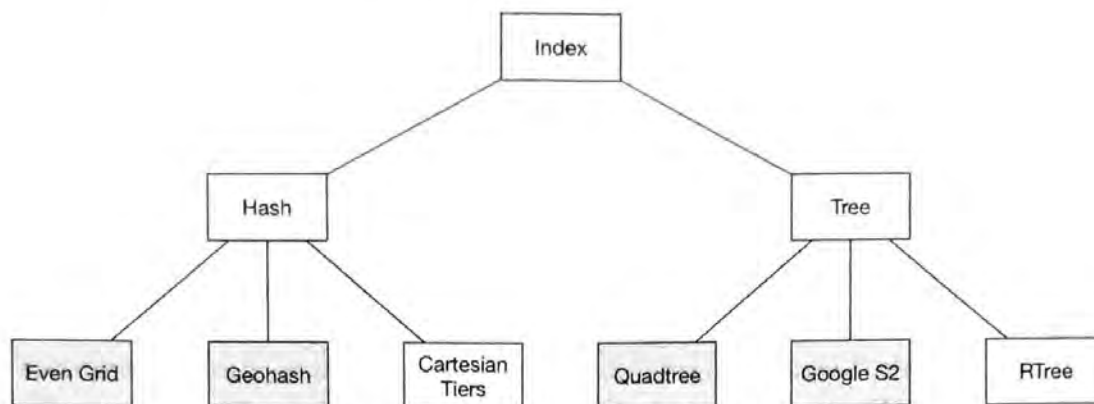 Index
Hash
Tree
Even Grid
Geohash
Cartesian
Tiers
Quadtree
Google S2
RTree